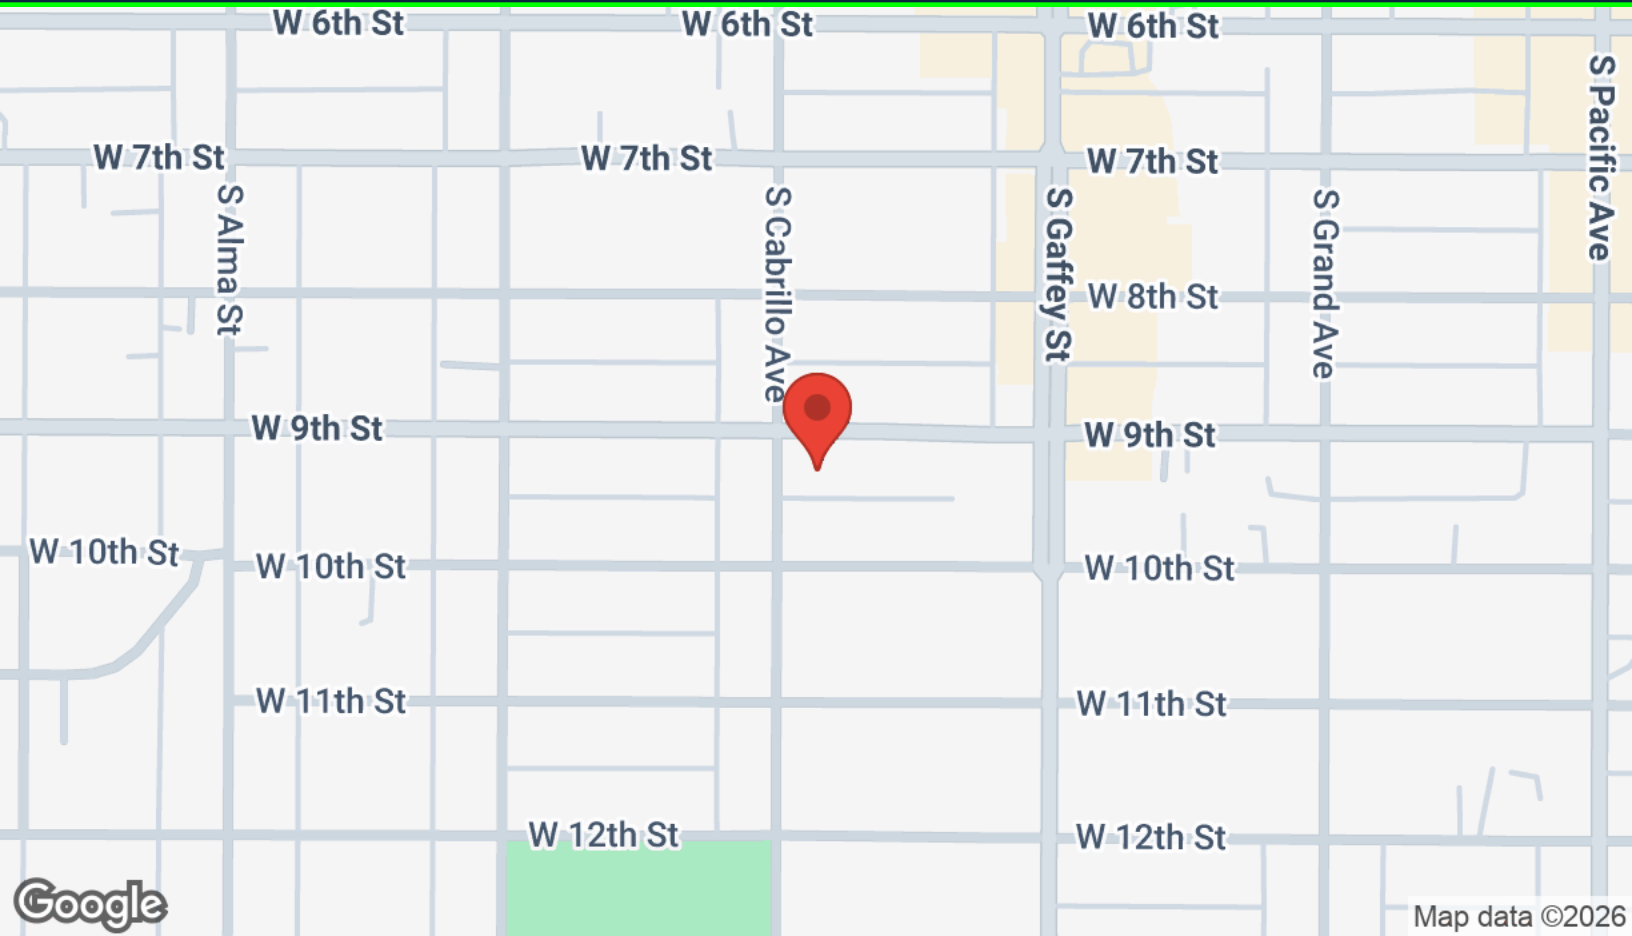 W 6th St
W 6th St
W 6th St
S Pacific Ave
W 7th St
W 7th St
W 7th St
S Alma St
S Cabrillo Ave
S Gaffey St
S Grand Ave
W 8th St
W 9th St
W 9th St
W 10th St
W 10th St
W 10th St
W 11th St
W 11th St
W 12th St
W 12th St
Google
Map data ©2026